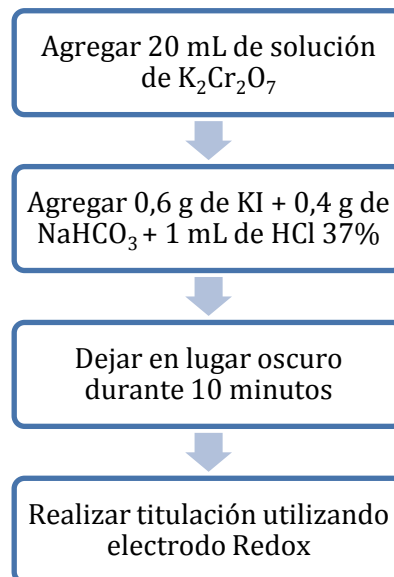 Agregar 20 mL de solución
de K₂Cr₂O₇
Agregar 0,6 g de KI + 0,4 g de
NaHCO₃ + 1 mL de HCl 37%
Dejar en lugar oscuro
durante 10 minutos
Realizar titulación utilizando
electrodo Redox